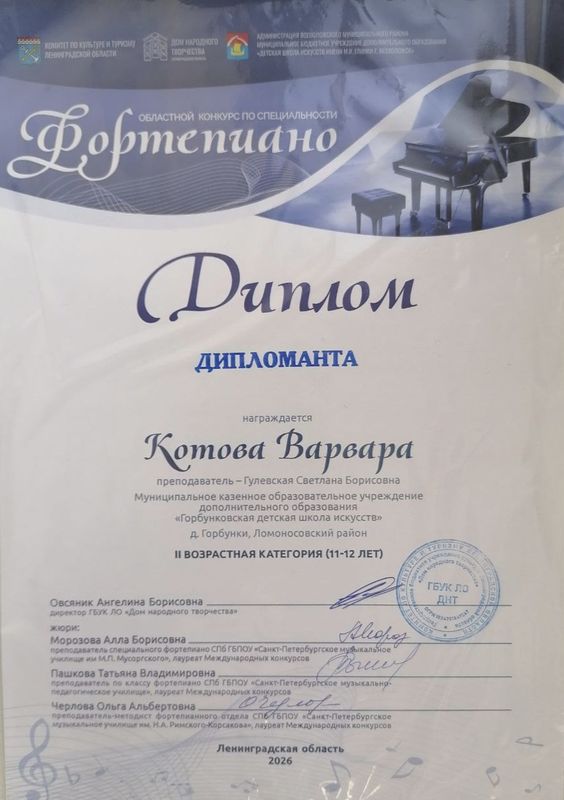 КОМИТЕТ ПО КУЛЬТУРЕ И ТУРИЗМУ
ЛЕНИНГРАДСКОЙ ОБЛАСТИ
ДОМ НАРОДНОГО
ТВОРЧЕСТВА
АДМИНИСТРАЦИЯ ВСЕВОЛОЖСКОГО МУНИЦИПАЛЬНОГО РАЙОНА
МУНИЦИПАЛЬНОЕ БЮДЖЕТНОЕ УЧРЕЖДЕНИЕ ДОПОЛНИТЕЛЬНОГО ОБРАЗОВАНИЯ
«ДЕТСКАЯ ШКОЛА ИСКУССТВ ИМЕНИ М.И. ГЛИНКИ Г. ВСЕВОЛОЖСК»
ОБЛАСТНОЙ КОНКУРС ПО СПЕЦИАЛЬНОСТИ
Фортепиано
Диплом
ДИПЛОМАНТА
награждается
Котова Варвара
преподаватель – Гулевская Светлана Борисовна
Муниципальное казенное образовательное учреждение
дополнительного образования
«Горбунковская детская школа искусств»
д. Горбунки, Ломоносовский район
II ВОЗРАСТНАЯ КАТЕГОРИЯ (11-12 ЛЕТ)
ГБУК ЛО
ДНТ
Овсяник Ангелина Борисовна
директор ГБУК ЛО «Дом народного творчества»
жюри:
Морозова Алла Борисовна
преподаватель специального фортепиано СПб ГБПОУ «Санкт-Петербургское музыкальное
училище им М.П. Мусоргского», лауреат Международных конкурсов
Пашкова Татьяна Владимировна
преподаватель по классу фортепиано СПб ГБПОУ «Санкт-Петербургское музыкально-
педагогическое училище», лауреат Международных конкурсов
Черлова Ольга Альбертовна
преподаватель-методист фортепианного отдела СПб ГБПОУ «Санкт-Петербургское
музыкальное училище им. Н.А. Римского-Корсакова», лауреат Международных конкурсов
Ленинградская область
2026